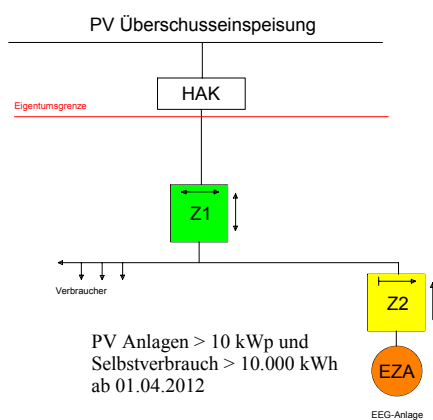 PV Überschusseinspeisung
HAK
Eigentumsgrenze
Z1
Verbraucher
Z2
PV Anlagen > 10 kWp und
Selbstverbrauch > 10.000 kWh
ab 01.04.2012
EZA
EEG-Anlage